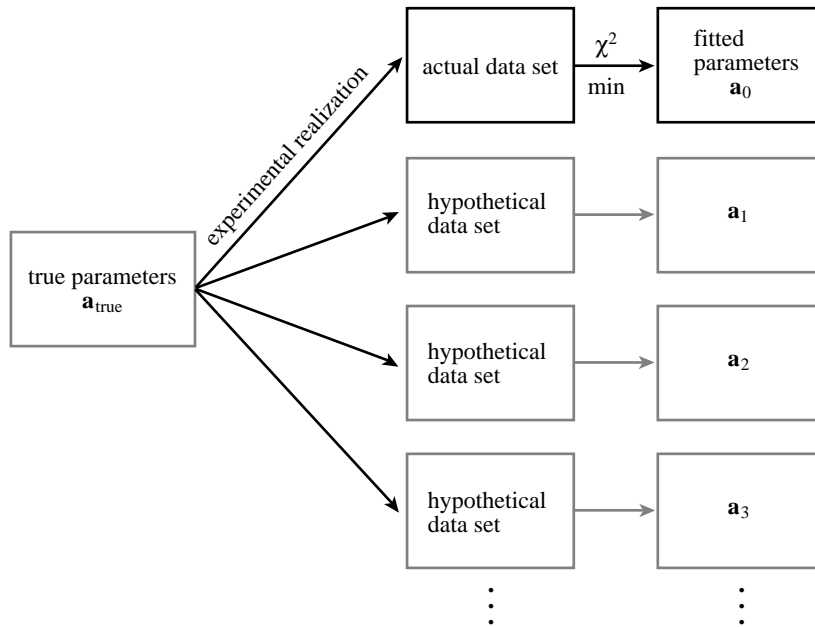 actual data set
χ²
min
fitted
parameters
a₀
experimental realization
hypothetical
data set
a₁
true parameters
a_true
hypothetical
data set
a₂
hypothetical
data set
a₃